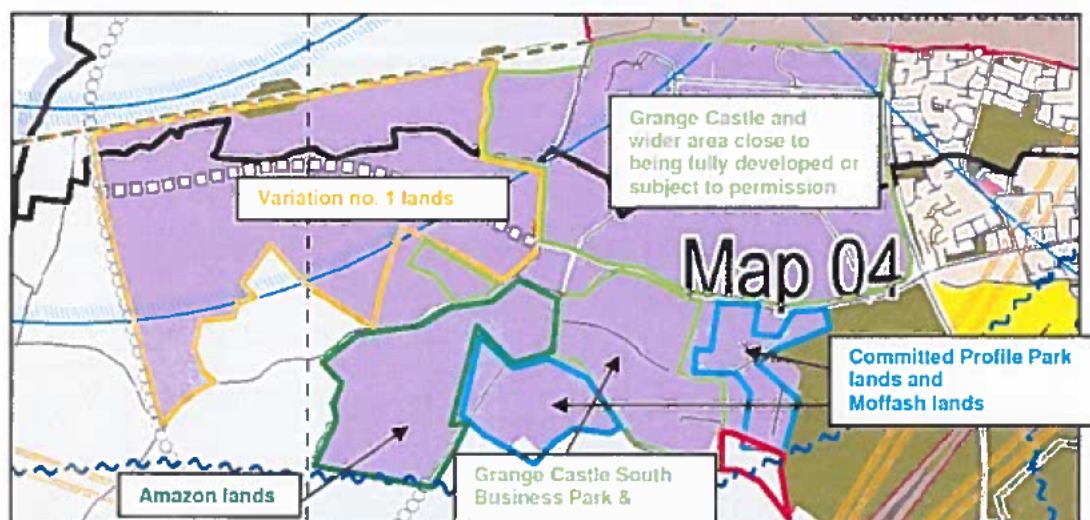 Grange Castle and
wider area close to
being fully developed or
subject to permission
Variation no. 1 lands
Map 04
Committed Profile Park
lands and
Moffash lands
Amazon lands
Grange Castle South
Business Park &